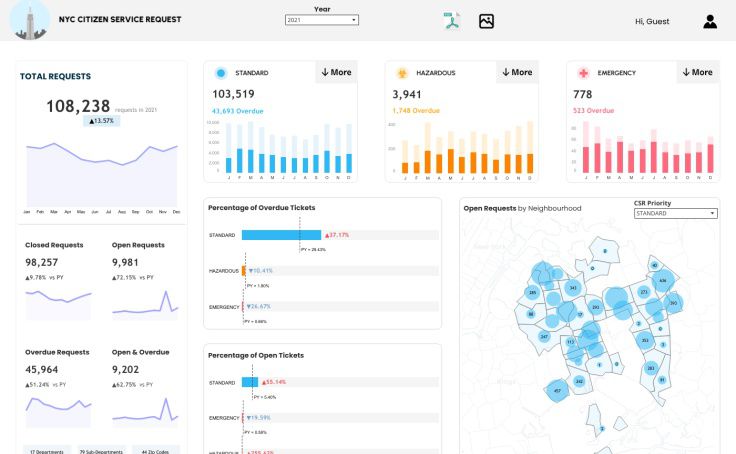 NYC CITIZEN SERVICE REQUEST
Year
2021
Hi, Guest
TOTAL REQUESTS
108,238 requests in 2021
▲13.57%
Jan Feb Mar Apr May Jun Jul Aug Sep Oct Nov Dec
Closed Requests
98,257
▲9.78% vs PY
Open Requests
9,981
▲72.15% vs PY
Overdue Requests
45,964
▲51.24% vs PY
Open & Overdue
9,202
▲62.75% vs PY
17 Departments
79 Sub Departments
44 Zip Codes
STANDARD
↓ More
103,519
43,693 Overdue
10,000
8,000
6,000
4,000
2,000
0
J F M A M J J A S O N D
HAZARDOUS
↓ More
3,941
1,748 Overdue
400
200
0
J F M A M J J A S O N D
EMERGENCY
↓ More
778
523 Overdue
80
60
40
20
0
J F M A M J J A S O N D
Percentage of Overdue Tickets
STANDARD ▲37.17%
PY = 29.43%
HAZARDOUS ▼10.41%
PY = 1.80%
EMERGENCY ▼26.67%
PY = 0.66%
Percentage of Open Tickets
STANDARD ▲55.14%
PY = 5.40%
EMERGENCY ▼19.59%
PY = 0.59%
Open Requests by Neighbourhood
CSR Priority
STANDARD
40
636
285
343
273
393
88
17
293
247
113
353
283
91
242
457